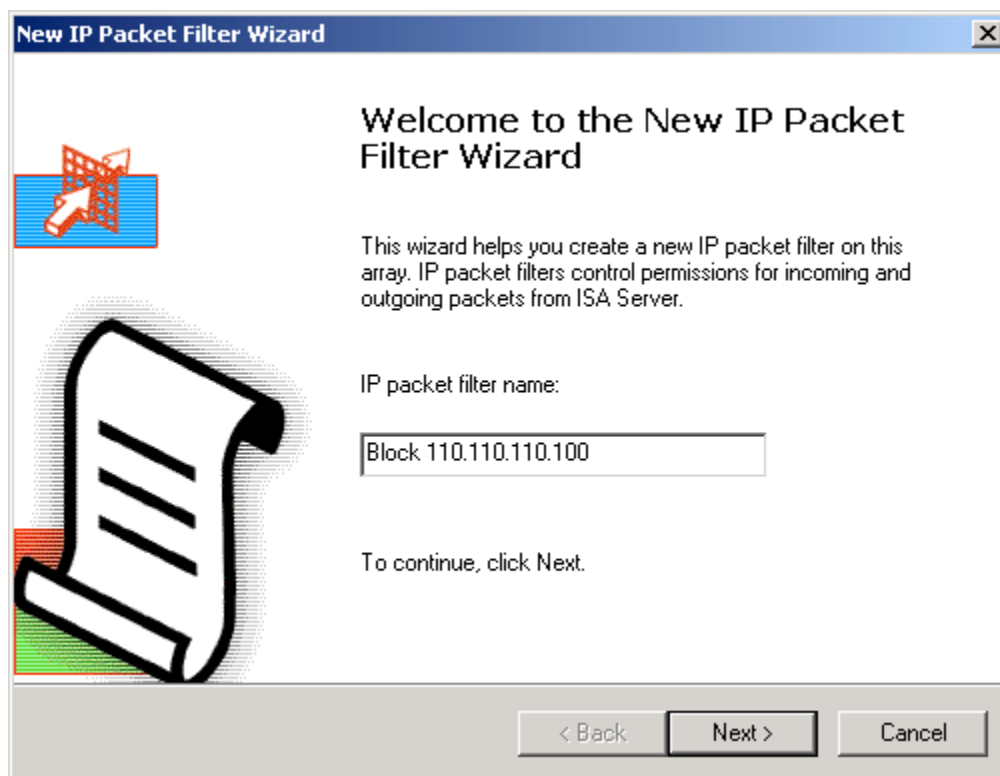 New IP Packet Filter Wizard
Welcome to the New IP Packet
Filter Wizard
This wizard helps you create a new IP packet filter on this
array. IP packet filters control permissions for incoming and
outgoing packets from ISA Server.
IP packet filter name:
Block 110.110.110.100
To continue, click Next.
< Back
Next >
Cancel